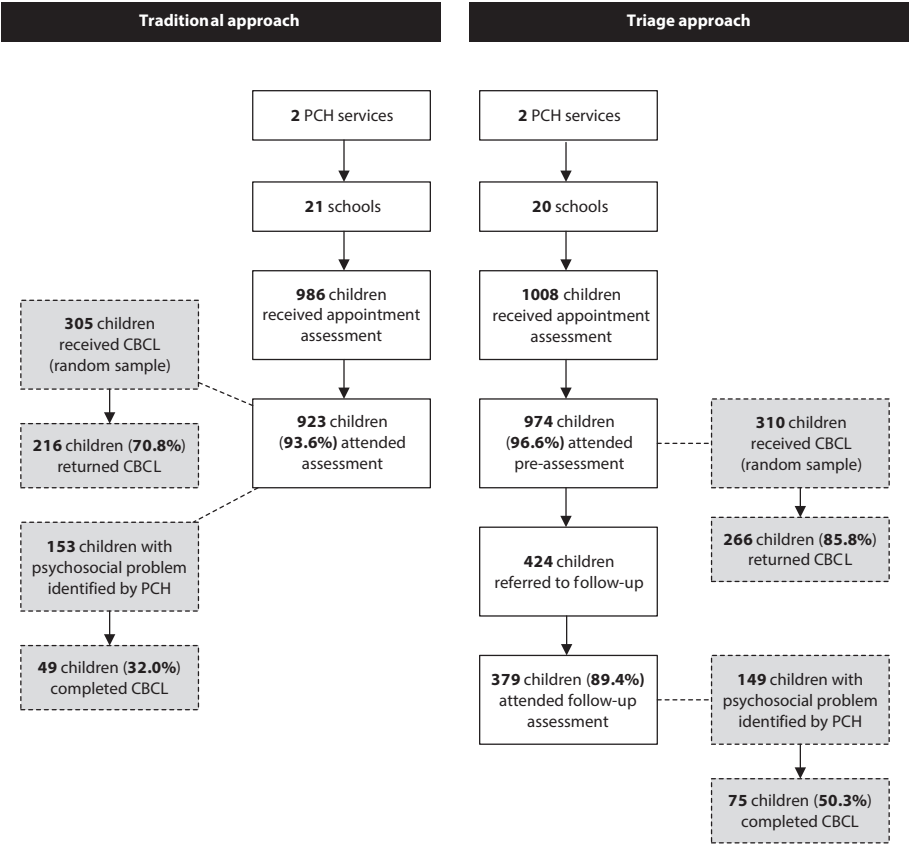 Traditional approach
2 PCH services
21 schools
986 children
received appointment
assessment
305 children
received CBCL
(random sample)
923 children
(93.6%) attended
assessment
216 children (70.8%)
returned CBCL
153 children with
psychosocial problem
identified by PCH
49 children (32.0%)
completed CBCL
Triage approach
2 PCH services
20 schools
1008 children
received appointment
assessment
974 children
(96.6%) attended
pre-assessment
310 children
received CBCL
(random sample)
266 children (85.8%)
returned CBCL
424 children
referred to follow-up
379 children (89.4%)
attended follow-up
assessment
149 children with
psychosocial problem
identified by PCH
75 children (50.3%)
completed CBCL